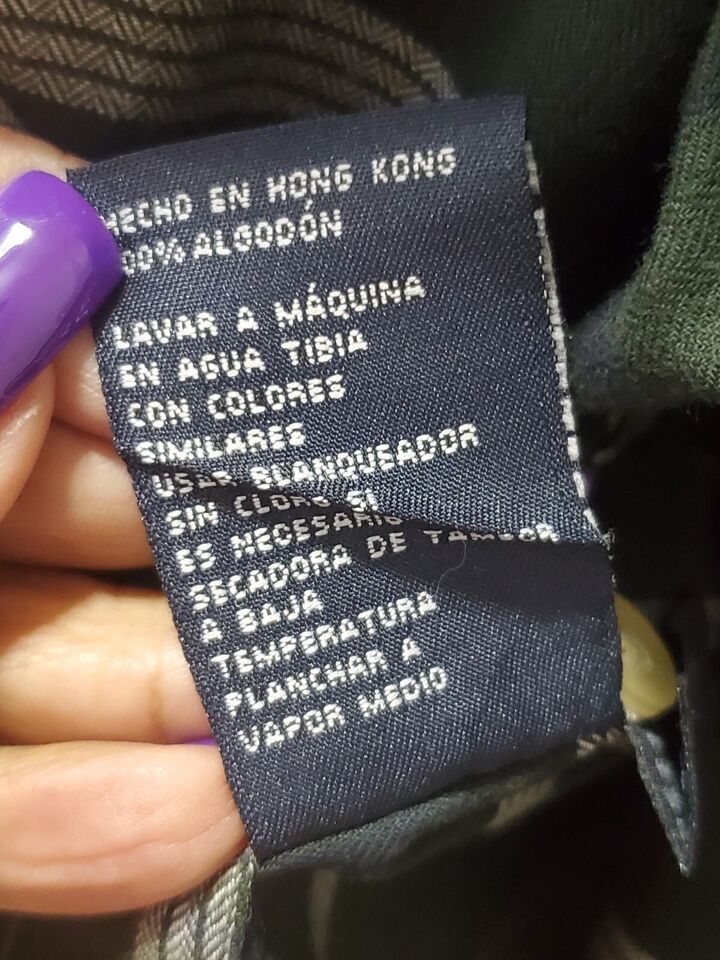 HECHO EN HONG KONG
100% ALGODÓN
LAVAR A MÁQUINA
EN AGUA TIBIA
CON COLORES
SIMILARES
USAR BLANQUEADOR
SIN CLORO SI
ES NECESARIO
SECADORA DE TAMBOR
A BAJA
TEMPERATURA
PLANCHAR A
VAPOR MEDIO